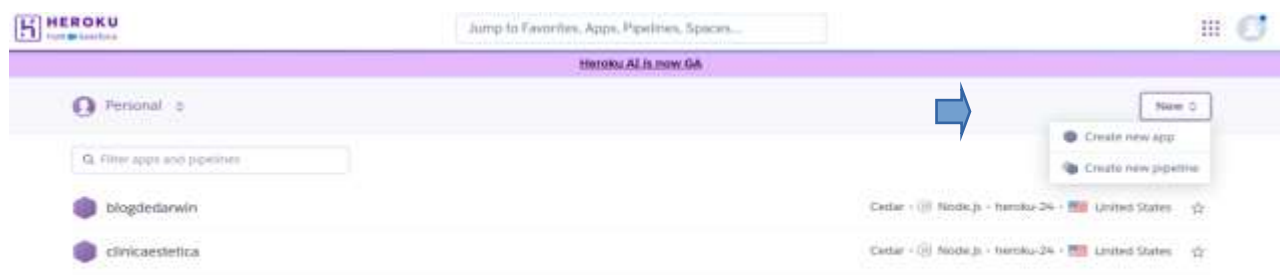 HEROKU
from salesforce
Jump to Favorites, Apps, Pipelines, Spaces...
Heroku AI is now GA
Personal
New
Create new app
Filter apps and pipelines
Create new pipeline
blogdedarwin
Cedar · Node.js · heroku-24 · United States
clinicaestetica
Cedar · Node.js · heroku-24 · United States